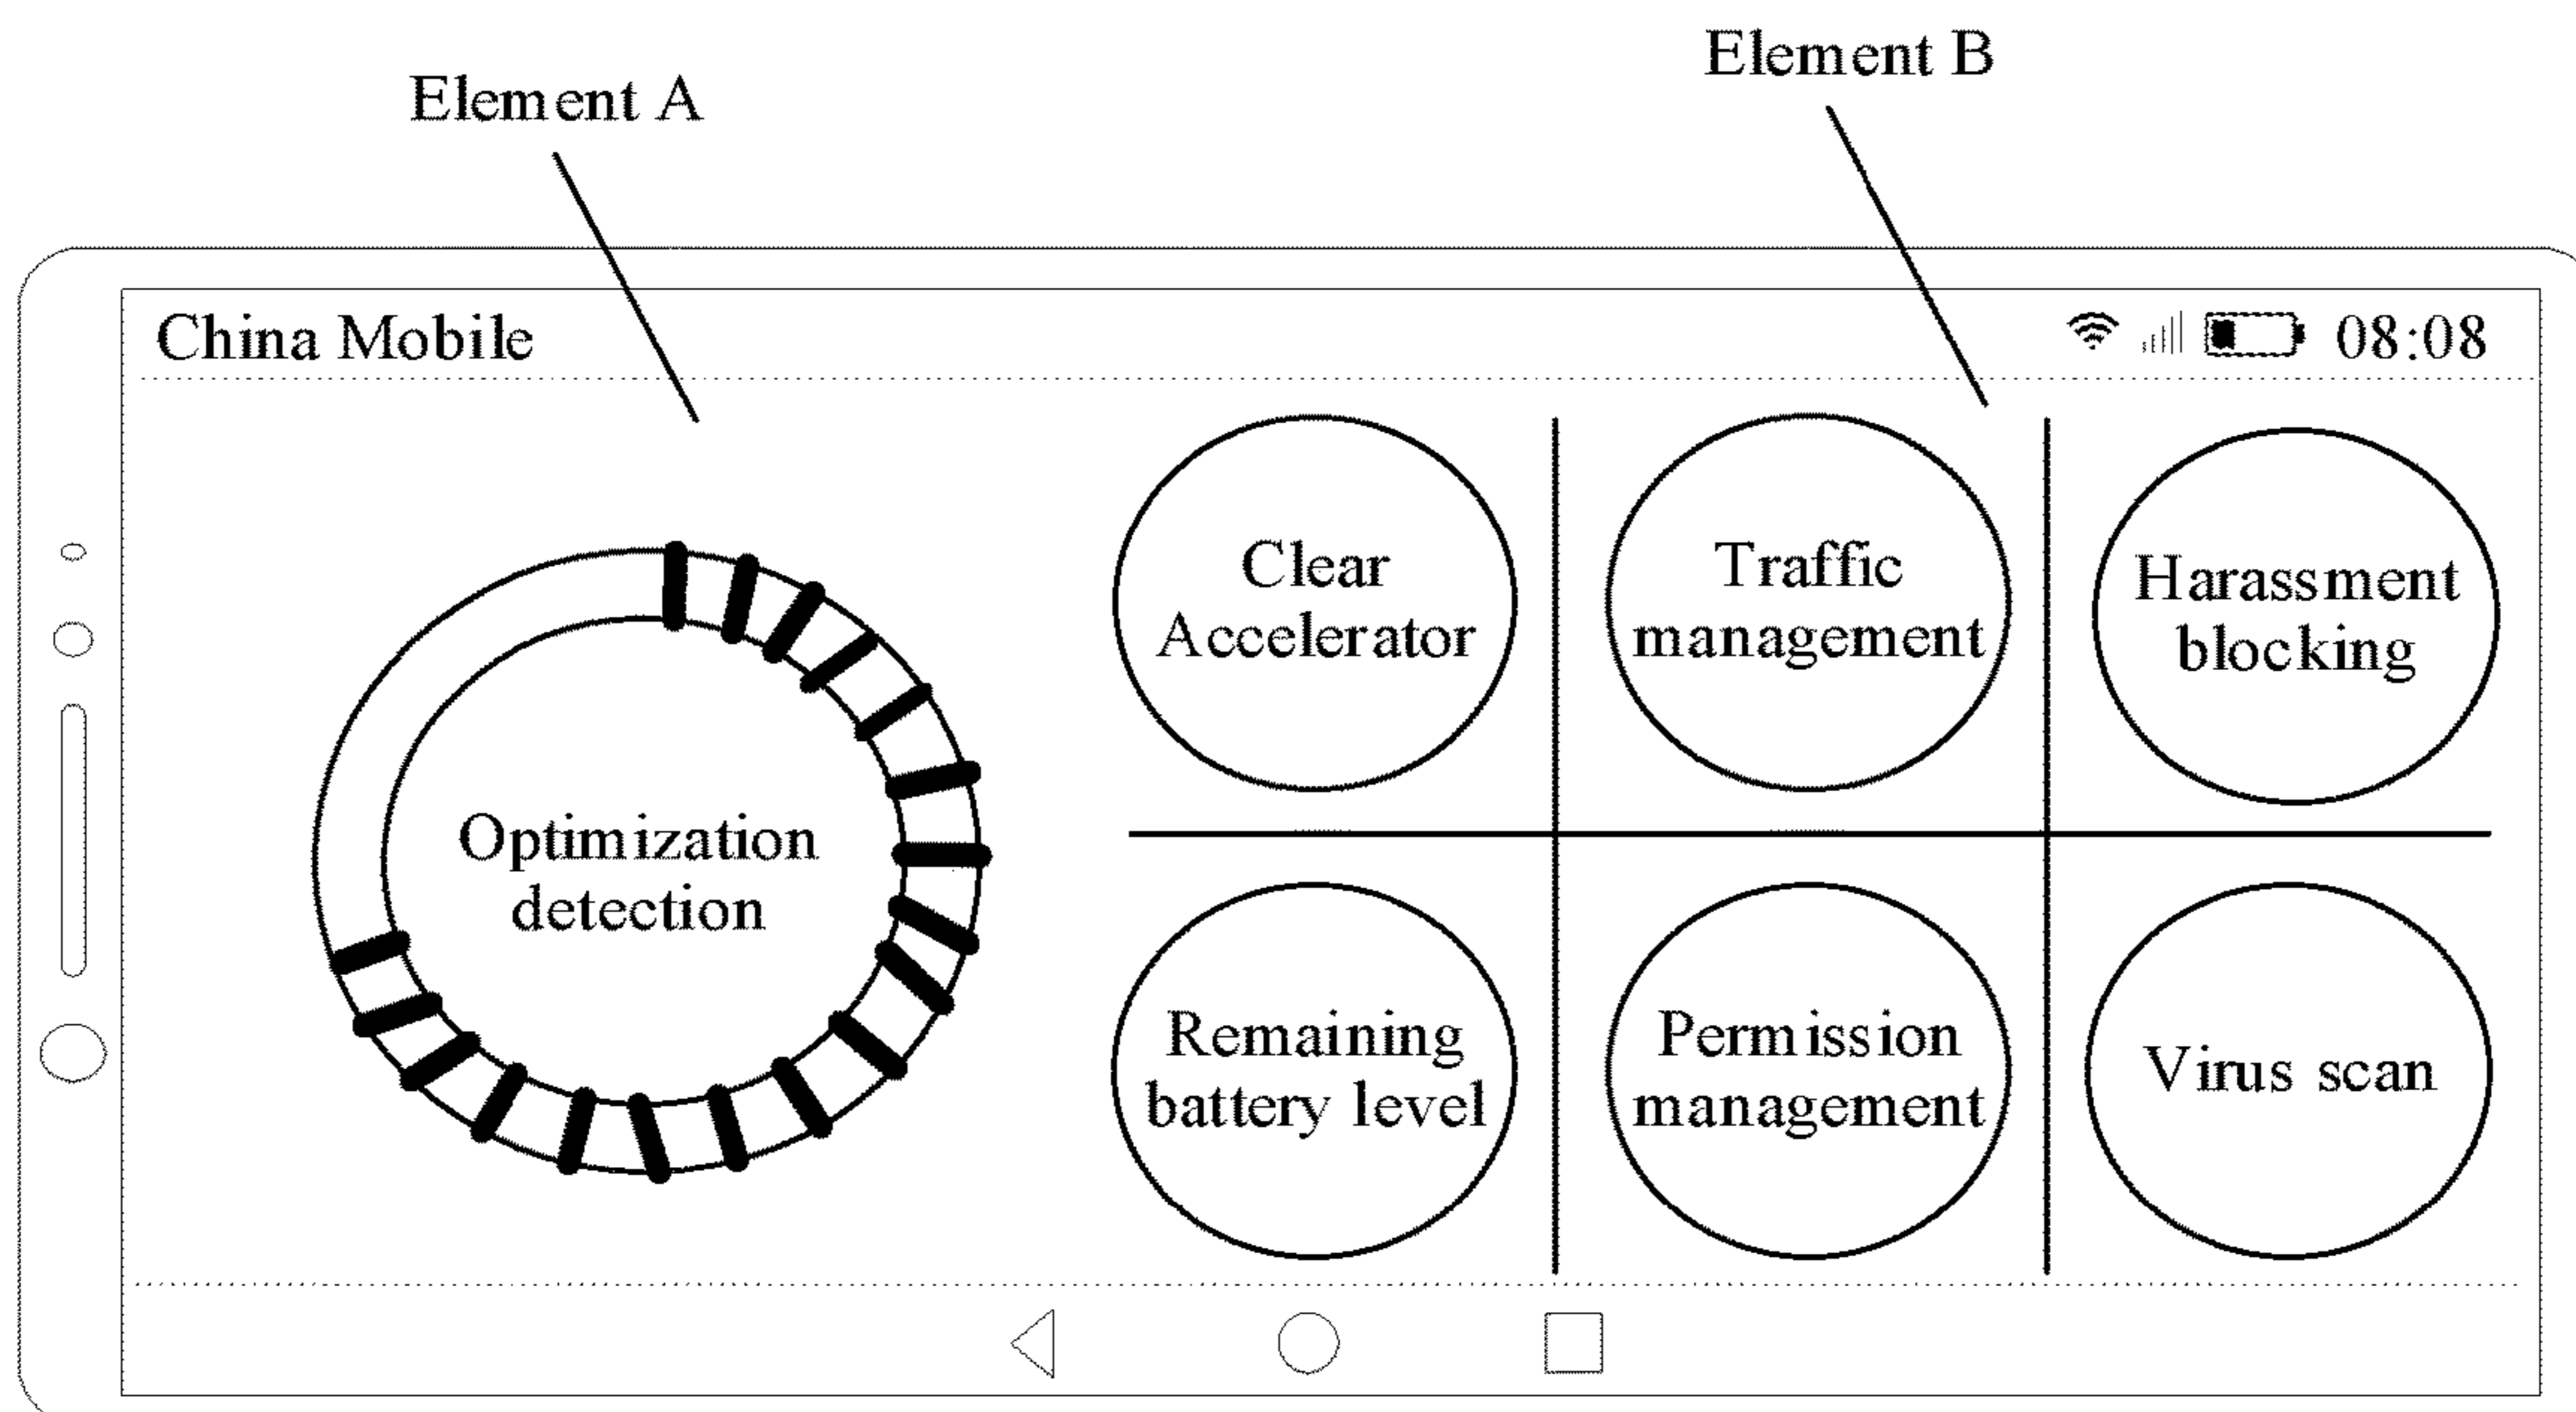 Element A
Element B
China Mobile
08:08
Optimization
detection
Clear
Accelerator
Traffic
management
Harassment
blocking
Remaining
battery level
Permission
management
Virus scan